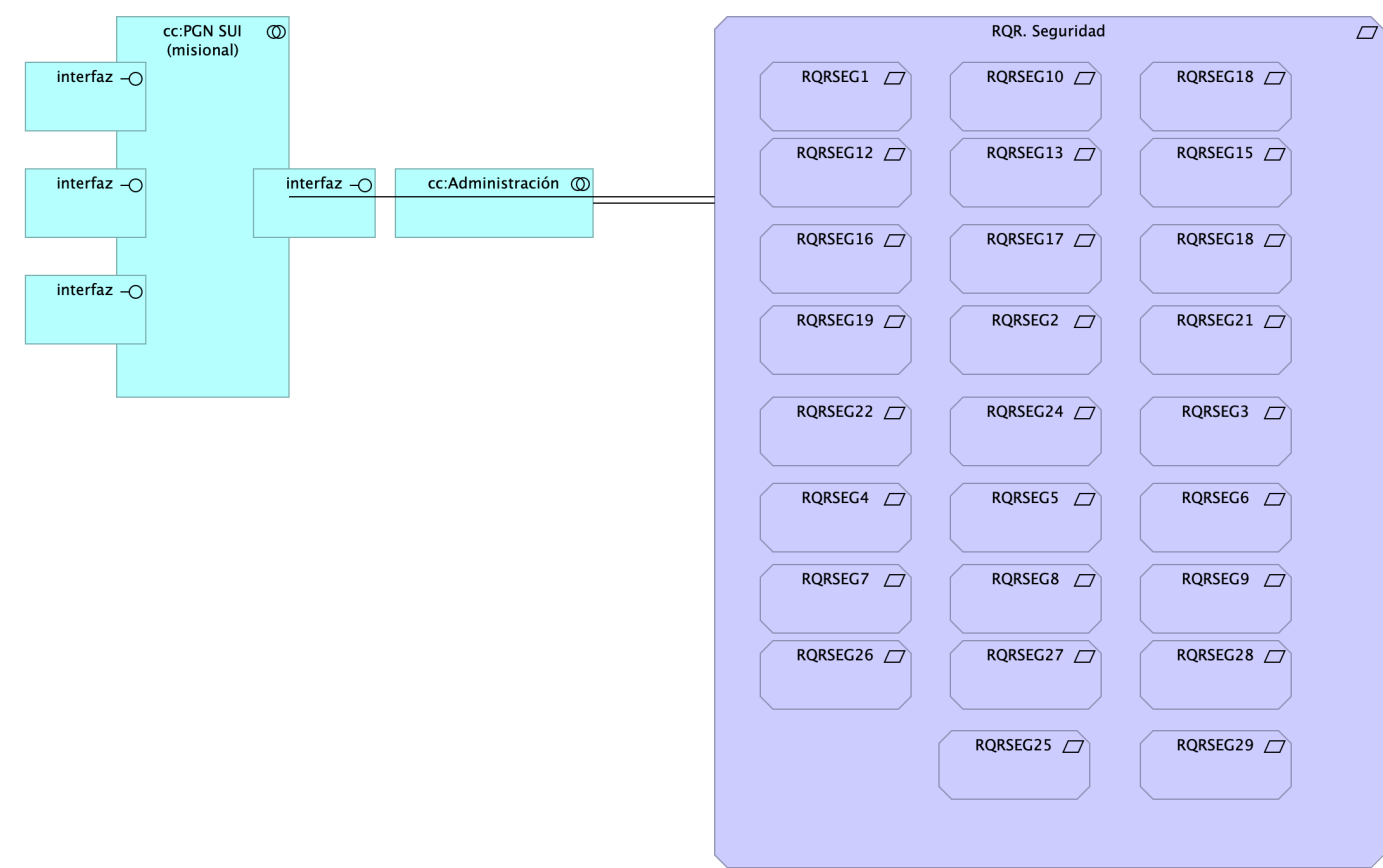 cc:PGN SUI
(misional)
interfaz
interfaz
interfaz
interfaz
cc:Administración
RQR. Seguridad
RQRSEG1
RQRSEG10
RQRSEG18
RQRSEG12
RQRSEG13
RQRSEG15
RQRSEG16
RQRSEG17
RQRSEG18
RQRSEG19
RQRSEG2
RQRSEG21
RQRSEG22
RQRSEG24
RQRSEG3
RQRSEG4
RQRSEG5
RQRSEG6
RQRSEG7
RQRSEG8
RQRSEG9
RQRSEG26
RQRSEG27
RQRSEG28
RQRSEG25
RQRSEG29